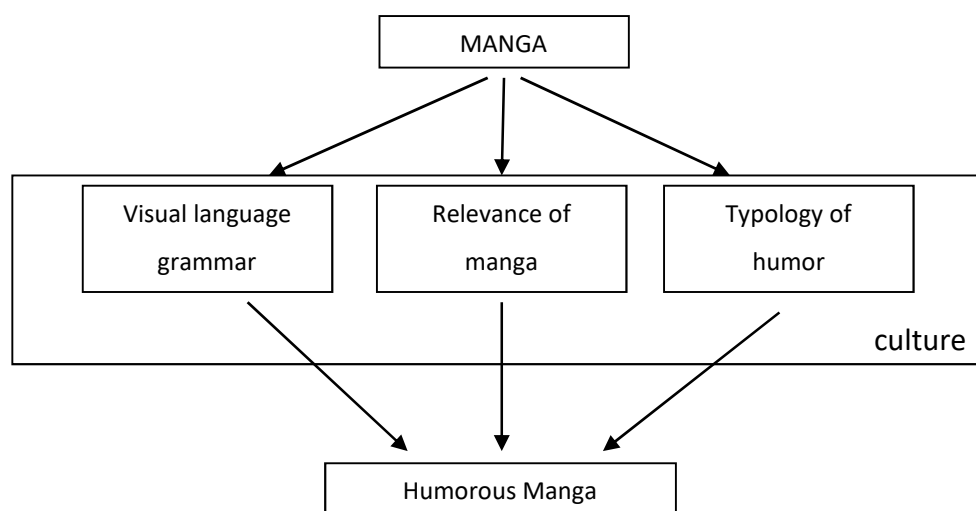 MANGA
Visual language
grammar
Relevance of
manga
Typology of
humor
culture
Humorous Manga